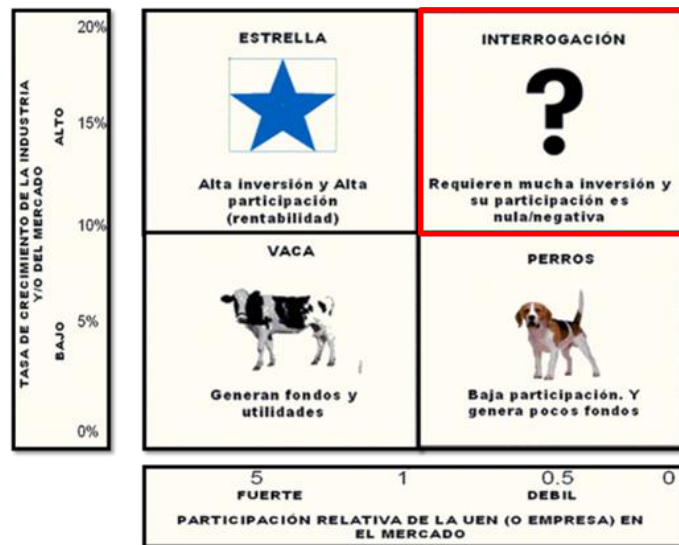 TASA DE CRECIMIENTO DE LA INDUSTRIA
Y/O DEL MERCADO
ALTO
BAJO
20%
15%
10%
5%
0%
ESTRELLA
Alta inversión y Alta
participación
(rentabilidad)
INTERROGACIÓN
?
Requieren mucha inversión y
su participación es
nula/negativa
VACA
Generan fondos y
utilidades
PERROS
Baja participación. Y
genera pocos fondos
5 1 0.5 0
FUERTE DEBIL
PARTICIPACIÓN RELATIVA DE LA UEN (O EMPRESA) EN
EL MERCADO